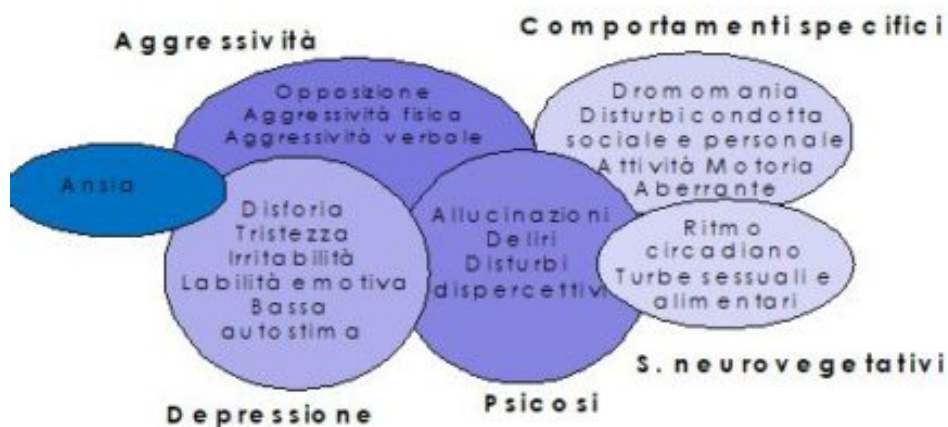 Aggressività
Comportamenti specifici
Opposizione
Aggressività fisica
Aggressività verbale
Dromomania
Disturbi condotta
sociale e personale
Attività Motoria
Aberrante
Ansia
Disforia
Tristezza
Irritabilità
Labilità emotiva
Bassa
autostima
Allucinazioni
Deliri
Disturbi
dispercettivi
Ritmo
circadiano
Turbe sessuali e
alimentari
S. neurovegetativi
Depressione
Psicosi